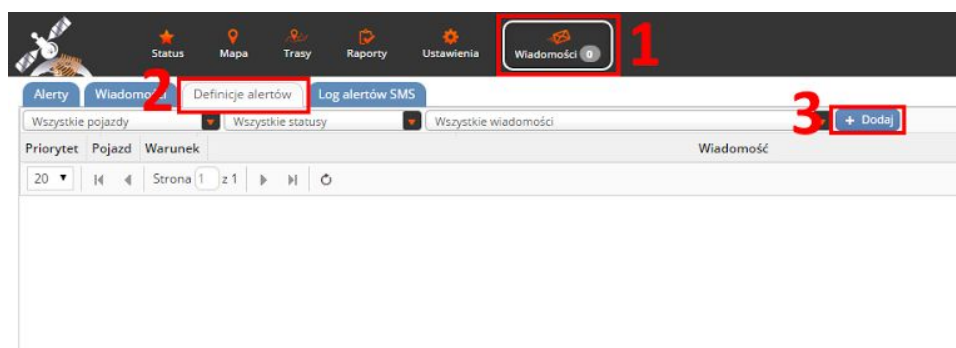 Status Mapa Trasy Raporty Ustawienia Wiadomości 0 1
2
Alerty Wiadomości Definicje alertów Log alertów SMS
Wszystkie pojazdy Wszystkie statusy Wszystkie wiadomości 3 + Dodaj
Priorytet Pojazd Warunek Wiadomość
20 Strona 1 z 1